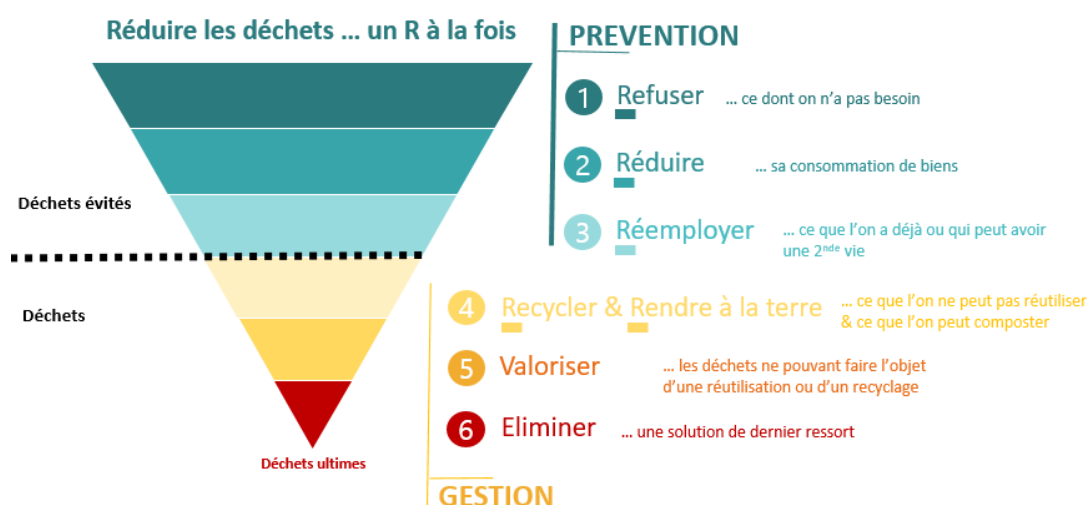 Réduire les déchets ... un R à la fois
PREVENTION
1 Refuser ... ce dont on n'a pas besoin
2 Réduire ... sa consommation de biens
Déchets évités
3 Réemployer ... ce que l'on a déjà ou qui peut avoir
une 2nde vie
Déchets
4 Recycler & Rendre à la terre ... ce que l'on ne peut pas réutiliser
& ce que l'on peut composter
5 Valoriser ... les déchets ne pouvant faire l'objet
d'une réutilisation ou d'un recyclage
6 Eliminer ... une solution de dernier ressort
Déchets ultimes
GESTION